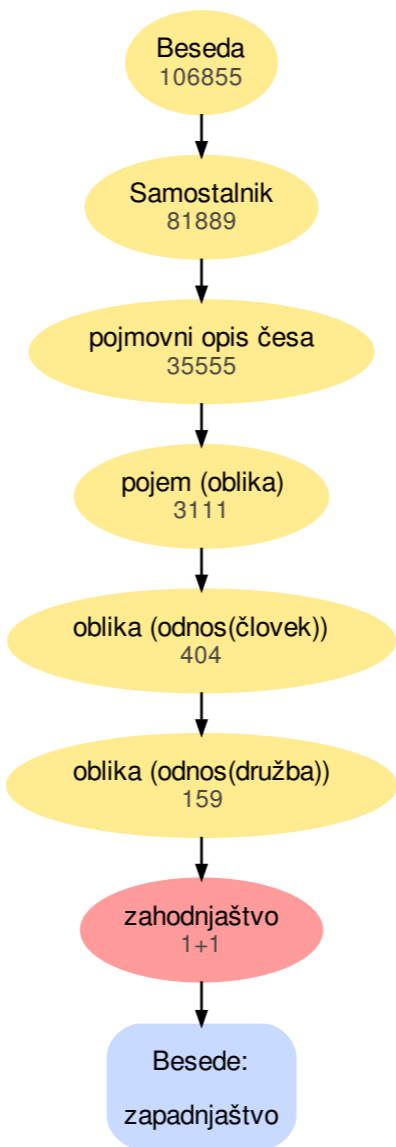 Beseda
106855
Samostalnik
81889
pojmovni opis česa
35555
pojem (oblika)
3111
oblika (odnos(človek))
404
oblika (odnos(družba))
159
zahodnjaštvo
1+1
Besede:
zapadnjaštvo